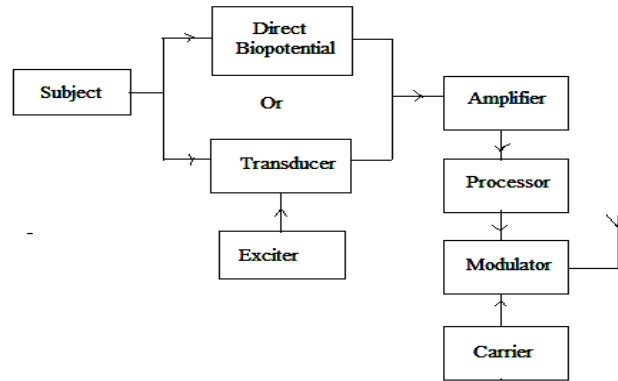 Direct
Biopotential
Subject
Or
Amplifier
Transducer
Processor
Exciter
Modulator
Carrier